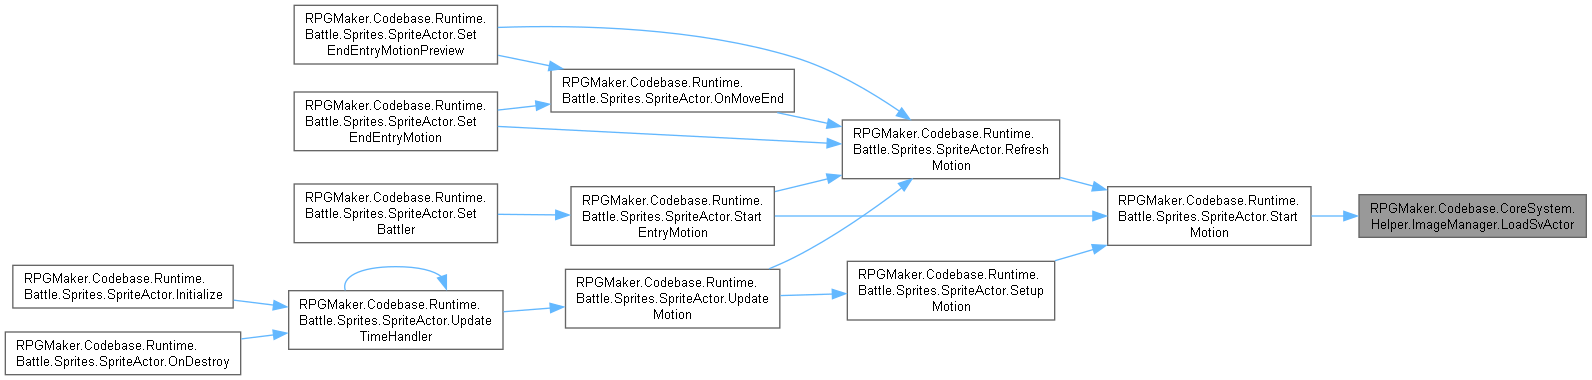 RPGMaker.Codebase.Runtime.
Battle.Sprites.SpriteActor.Set
EndEntryMotionPreview
RPGMaker.Codebase.Runtime.
Battle.Sprites.SpriteActor.OnMoveEnd
RPGMaker.Codebase.Runtime.
Battle.Sprites.SpriteActor.Set
EndEntryMotion
RPGMaker.Codebase.Runtime.
Battle.Sprites.SpriteActor.Refresh
Motion
RPGMaker.Codebase.Runtime.
Battle.Sprites.SpriteActor.Set
Battler
RPGMaker.Codebase.Runtime.
Battle.Sprites.SpriteActor.Start
EntryMotion
RPGMaker.Codebase.Runtime.
Battle.Sprites.SpriteActor.Start
Motion
RPGMaker.Codebase.CoreSystem.
Helper.ImageManager.LoadSvActor
RPGMaker.Codebase.Runtime.
Battle.Sprites.SpriteActor.Initialize
RPGMaker.Codebase.Runtime.
Battle.Sprites.SpriteActor.Update
TimeHandler
RPGMaker.Codebase.Runtime.
Battle.Sprites.SpriteActor.Update
Motion
RPGMaker.Codebase.Runtime.
Battle.Sprites.SpriteActor.Setup
Motion
RPGMaker.Codebase.Runtime.
Battle.Sprites.SpriteActor.OnDestroy